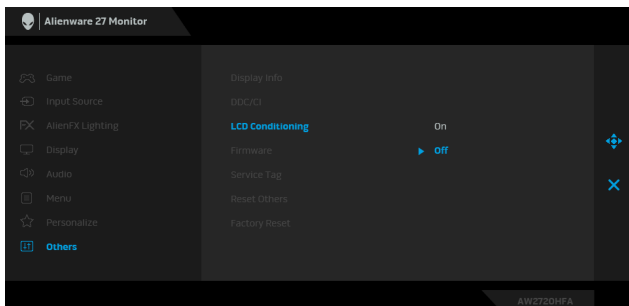 Alienware 27 Monitor
Game
Display Info
Input Source
DDC/CI
FX AlienFX Lighting
LCD Conditioning On
Display
Firmware Off
Audio
Service Tag
Menu
Reset Others
Personalize
Factory Reset
Others
AW2720HFA